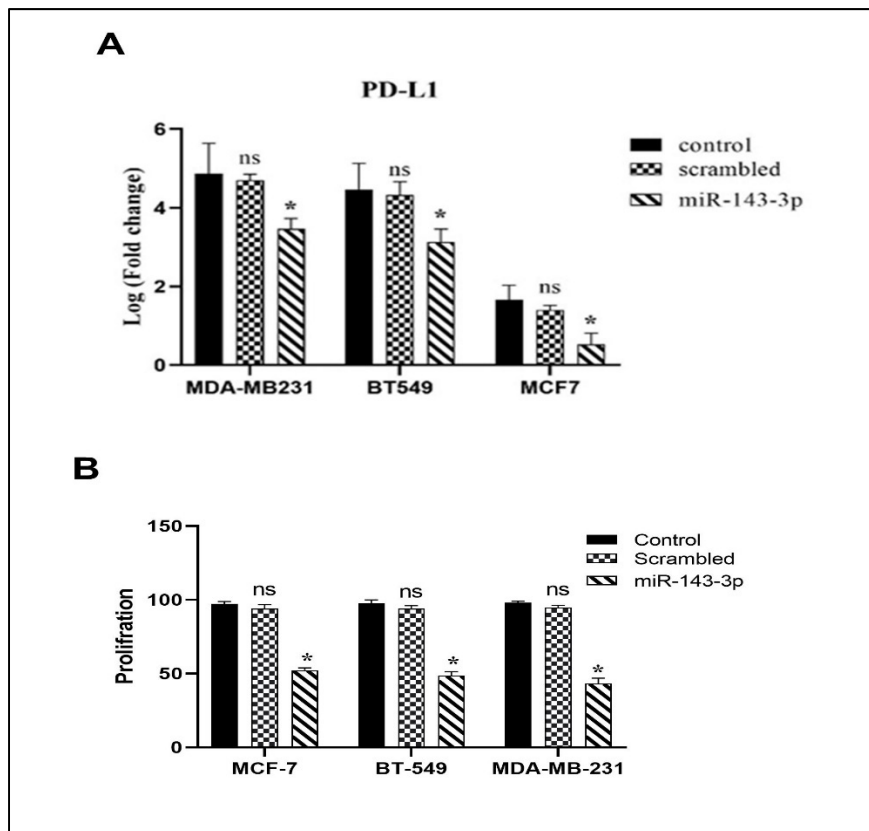 A
PD-L1
Log (Fold change)
6
4
2
0
ns
*
ns
*
ns
*
MDA-MB231
BT549
MCF7
control
scrambled
miR-143-3p
B
Prolifration
150
100
50
0
ns
*
ns
*
ns
*
MCF-7
BT-549
MDA-MB-231
Control
Scrambled
miR-143-3p